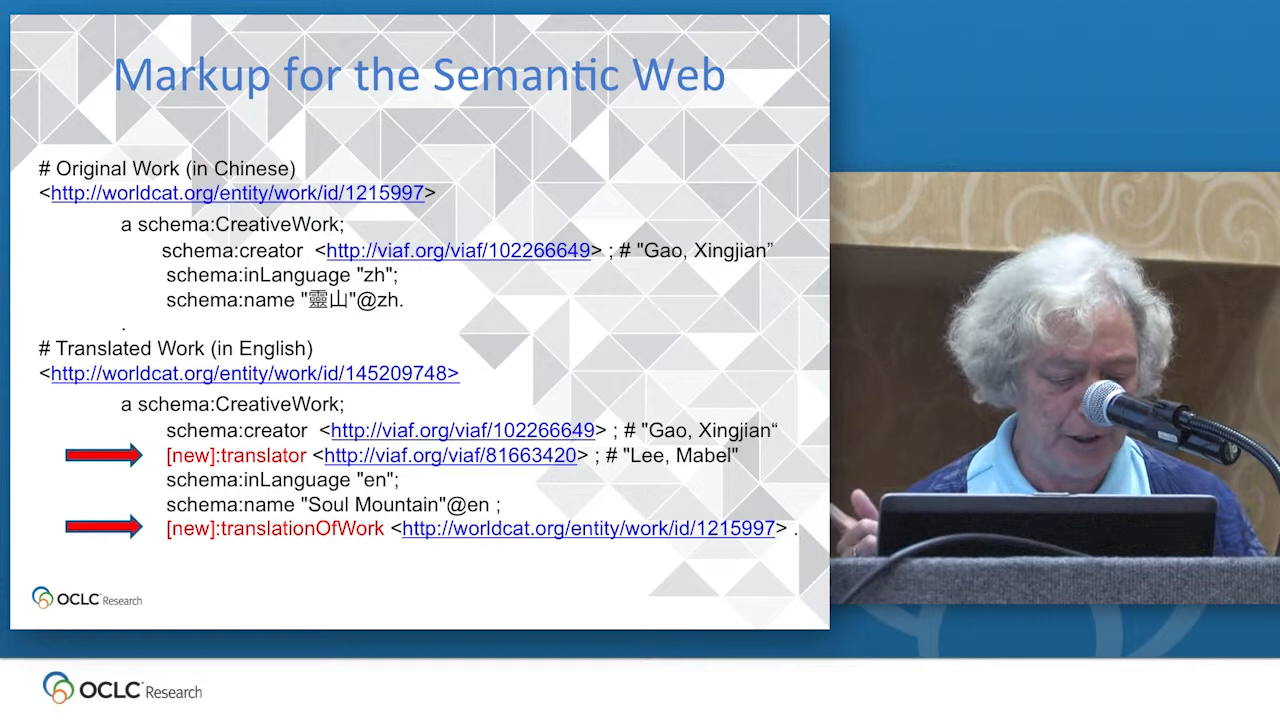 Markup for the Semantic Web
# Original Work (in Chinese)
<http://worldcat.org/entity/work/id/1215997>
a schema:CreativeWork;
schema:creator <http://viaf.org/viaf/102266649> ; # "Gao, Xingjian”
schema:inLanguage "zh";
schema:name "靈山"@zh.
.
# Translated Work (in English)
<http://worldcat.org/entity/work/id/145209748>
a schema:CreativeWork;
schema:creator <http://viaf.org/viaf/102266649> ; # "Gao, Xingjian“
[new]:translator <http://viaf.org/viaf/81663420> ; # "Lee, Mabel"
schema:inLanguage "en";
schema:name "Soul Mountain"@en ;
[new]:translationOfWork <http://worldcat.org/entity/work/id/1215997> .
OCLC Research
OCLC Research